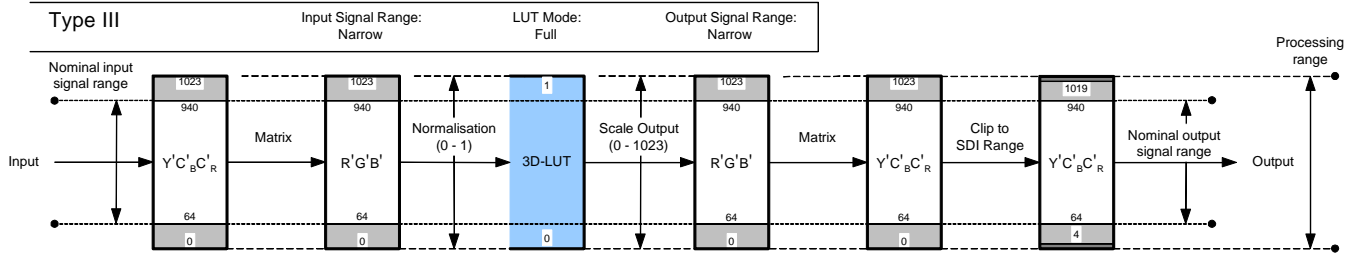 Type III
Input Signal Range:
Narrow
LUT Mode:
Full
Output Signal Range:
Narrow
Processing
range
Nominal input
signal range
1023
940
Y'C'BC'R
64
0
1023
940
R'G'B'
64
0
1
3D-LUT
0
1023
940
R'G'B'
64
0
1023
940
Y'C'BC'R
64
0
1019
940
Y'C'BC'R
64
4
Input
Matrix
Normalisation
(0 - 1)
Scale Output
(0 - 1023)
Matrix
Clip to
SDI Range
Nominal output
signal range
Output